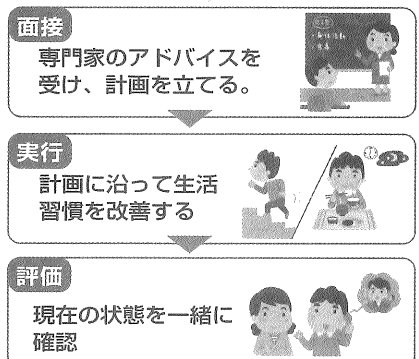 面接
専門家のアドバイスを
受け、計画を立てる。
実行
計画に沿って生活
習慣を改善する
評価
現在の状態を一緒に
確認